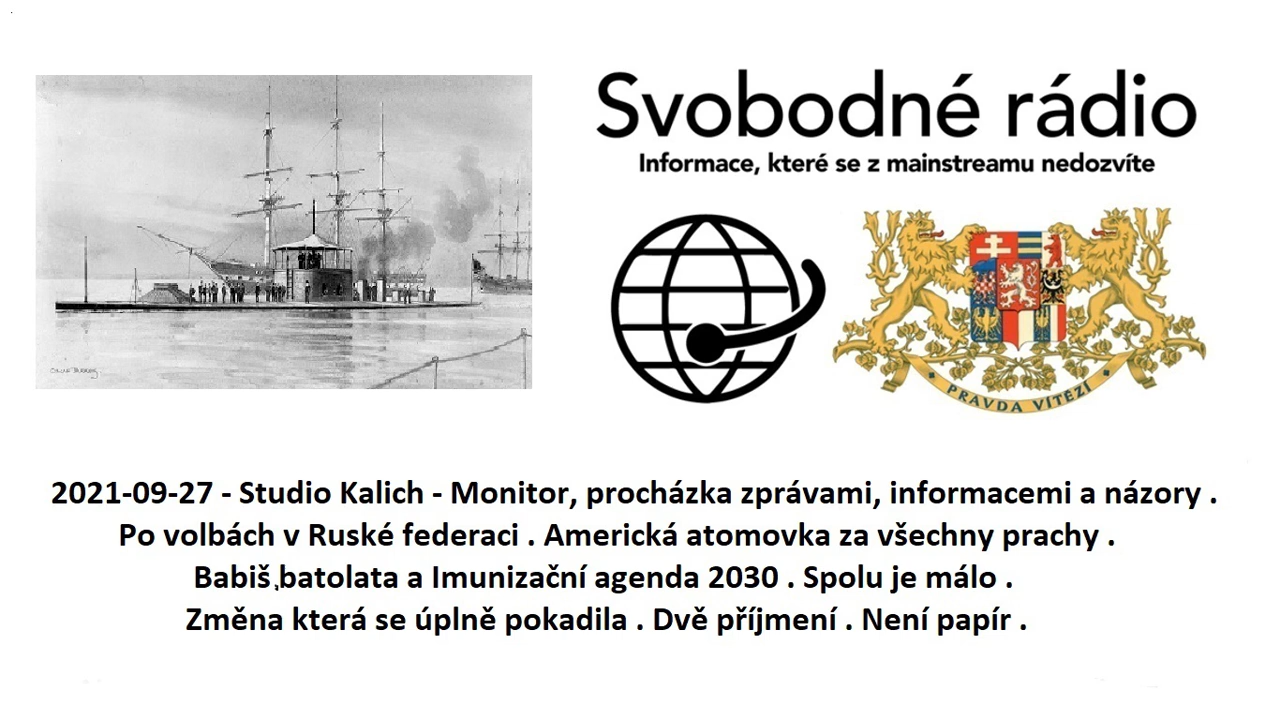 Svobodné rádio
Informace, které se z mainstreamu nedozvíte
PRAVDA VÍTĚZÍ
2021-09-27 - Studio Kalich - Monitor, procházka zprávami, informacemi a názory .
Po volbách v Ruské federaci . Americká atomovka za všechny prachy .
Babiš,batolata a Imunizační agenda 2030 . Spolu je málo .
Změna která se úplně pokadila . Dvě příjmení . Není papír .